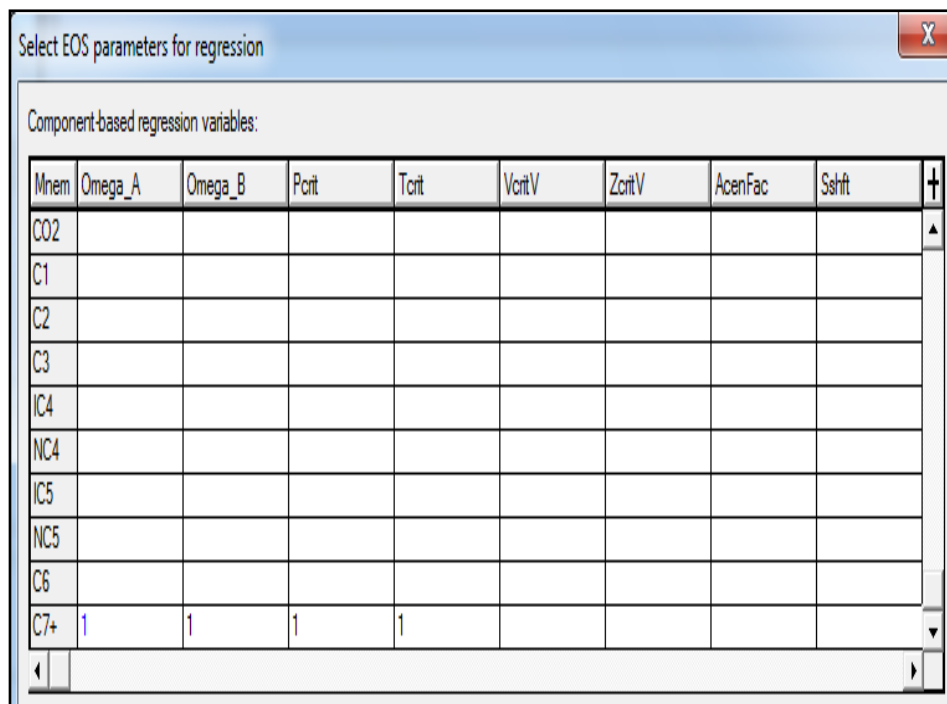 Select EOS parameters for regression X
Component-based regression variables:
Mnem Omega_A Omega_B Pcrit Tcrit VcritV ZcritV AcenFac Sshft
CO2
C1
C2
C3
IC4
NC4
IC5
NC5
C6
C7+ 1 1 1 1